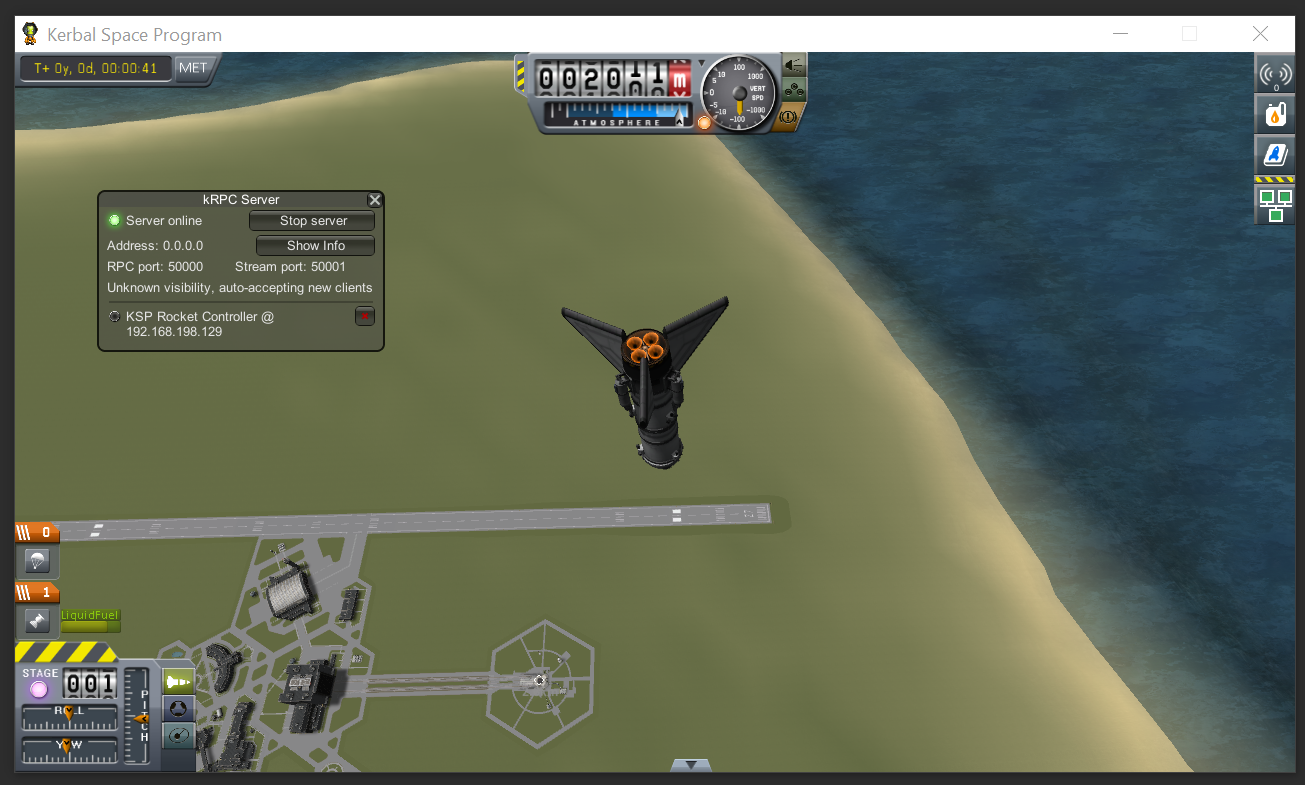 Kerbal Space Program
T+ 0y, 0d, 00:00:41
MET
m
ATMOSPHERE
VERT
SPD
100
10
1000
5
0
-5
-10
-1000
-100
0
kRPC Server
Server online
Stop server
Address: 0.0.0.0
Show Info
RPC port: 50000
Stream port: 50001
Unknown visibility, auto-accepting new clients
KSP Rocket Controller @
192.168.198.129
0
1
LiquidFuel
STAGE
001
ROLL
YAW
PITCH